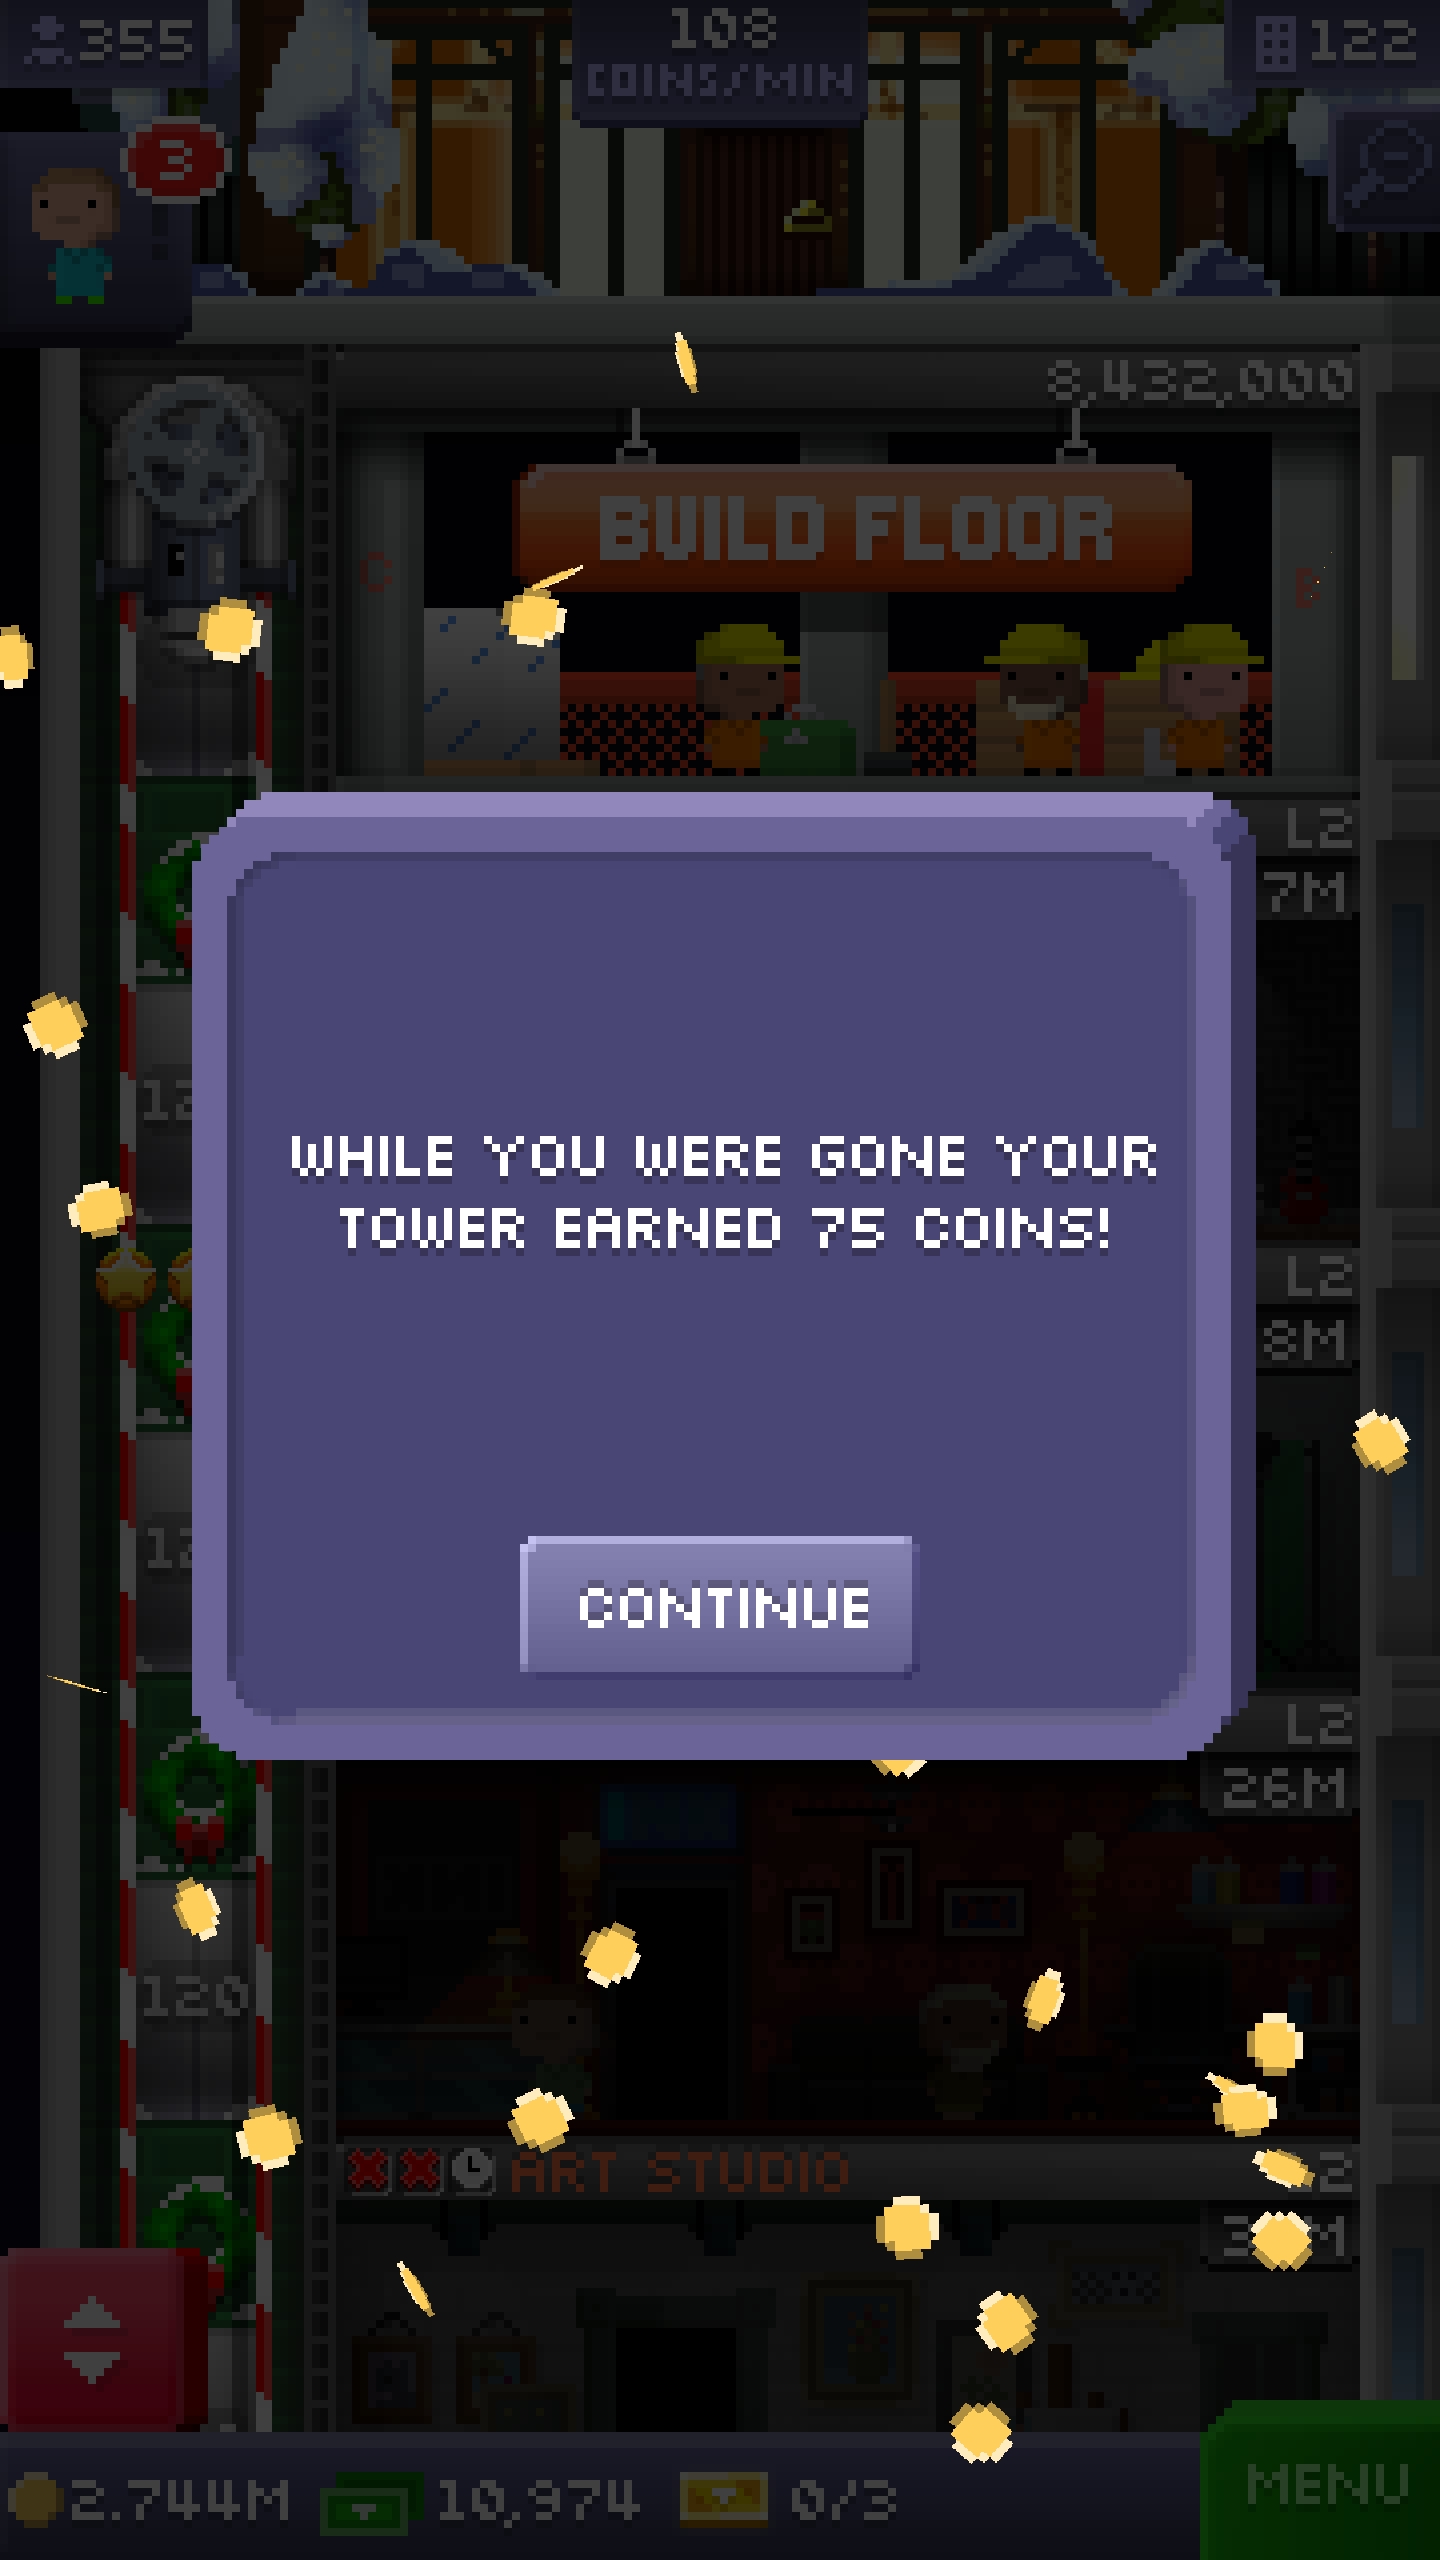 355
108
COINS/MIN
122
3
8,432,000
BUILD FLOOR
C
B
L2
7M
WHILE YOU WERE GONE YOUR
TOWER EARNED 75 COINS!
L2
8M
CONTINUE
L2
26M
120
ART STUDIO
MENU
2.744M
10,974
0/3